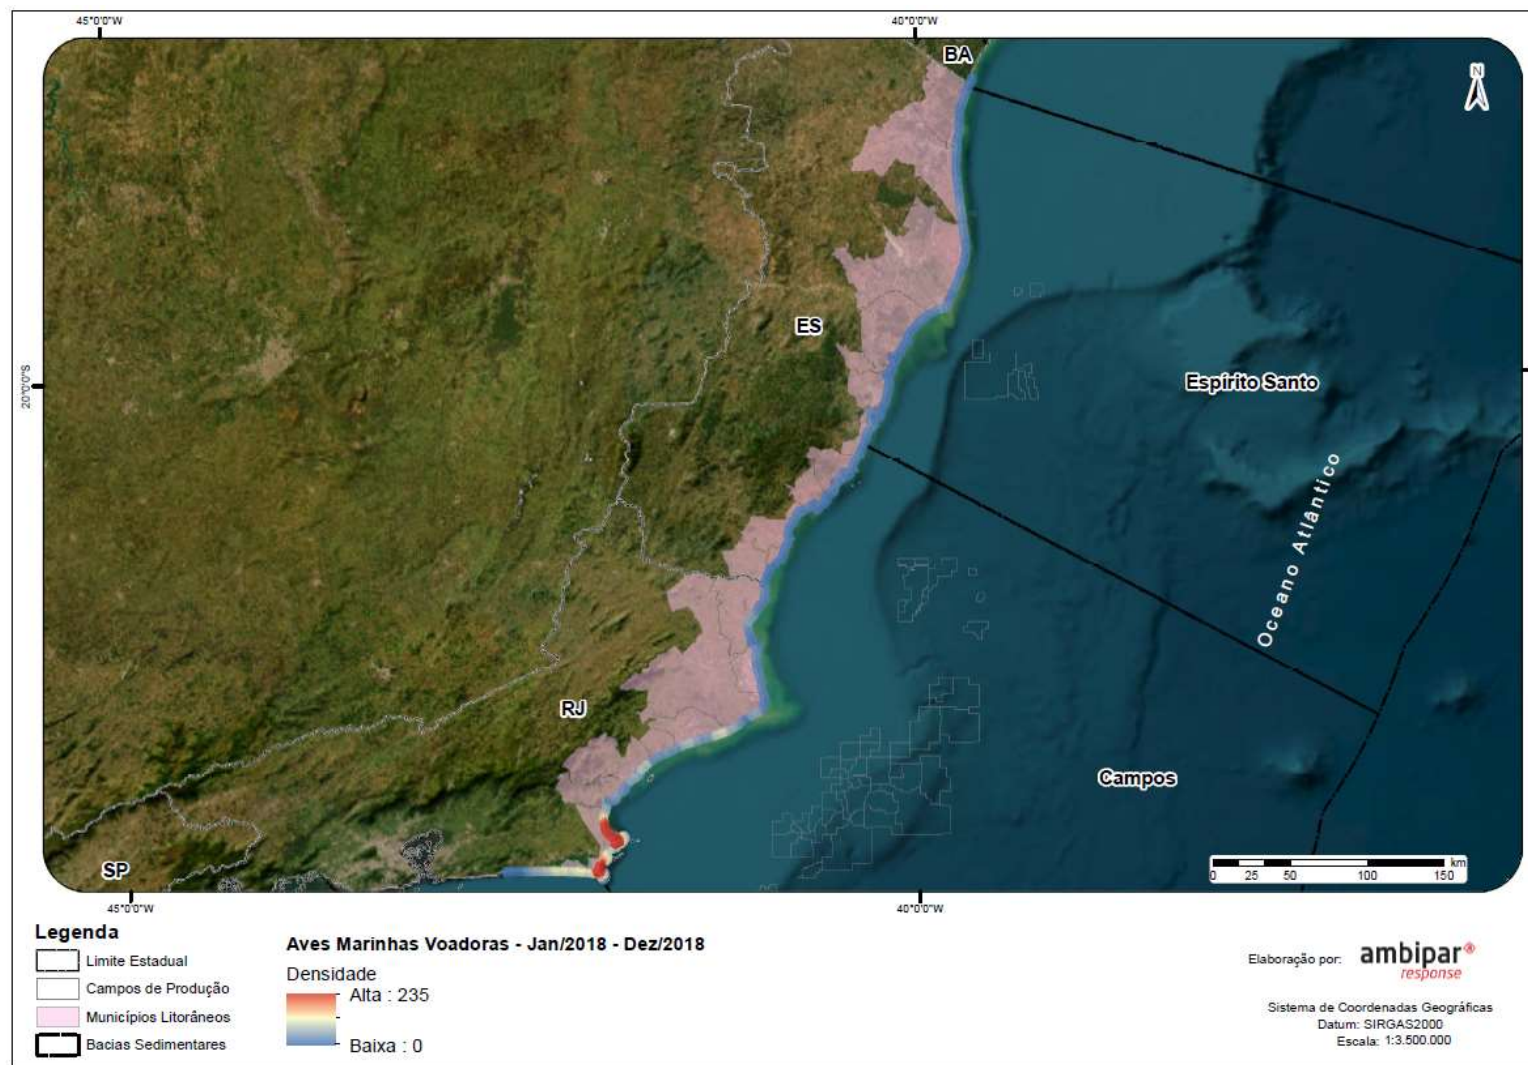 45°0'0"W
40°0'0"W
BA
N
ES
20°0'0"S
Espírito Santo
Oceano Atlântico
RJ
Campos
SP
km
0 25 50 100 150
45°0'0"W
40°0'0"W
Legenda
Limite Estadual
Campos de Produção
Municípios Litorâneos
Bacias Sedimentares
Aves Marinhas Voadoras - Jan/2018 - Dez/2018
Densidade
Alta : 235
Baixa : 0
Elaboração por:
ambipar®
response
Sistema de Coordenadas Geográficas
Datum: SIRGAS2000
Escala: 1:3.500.000